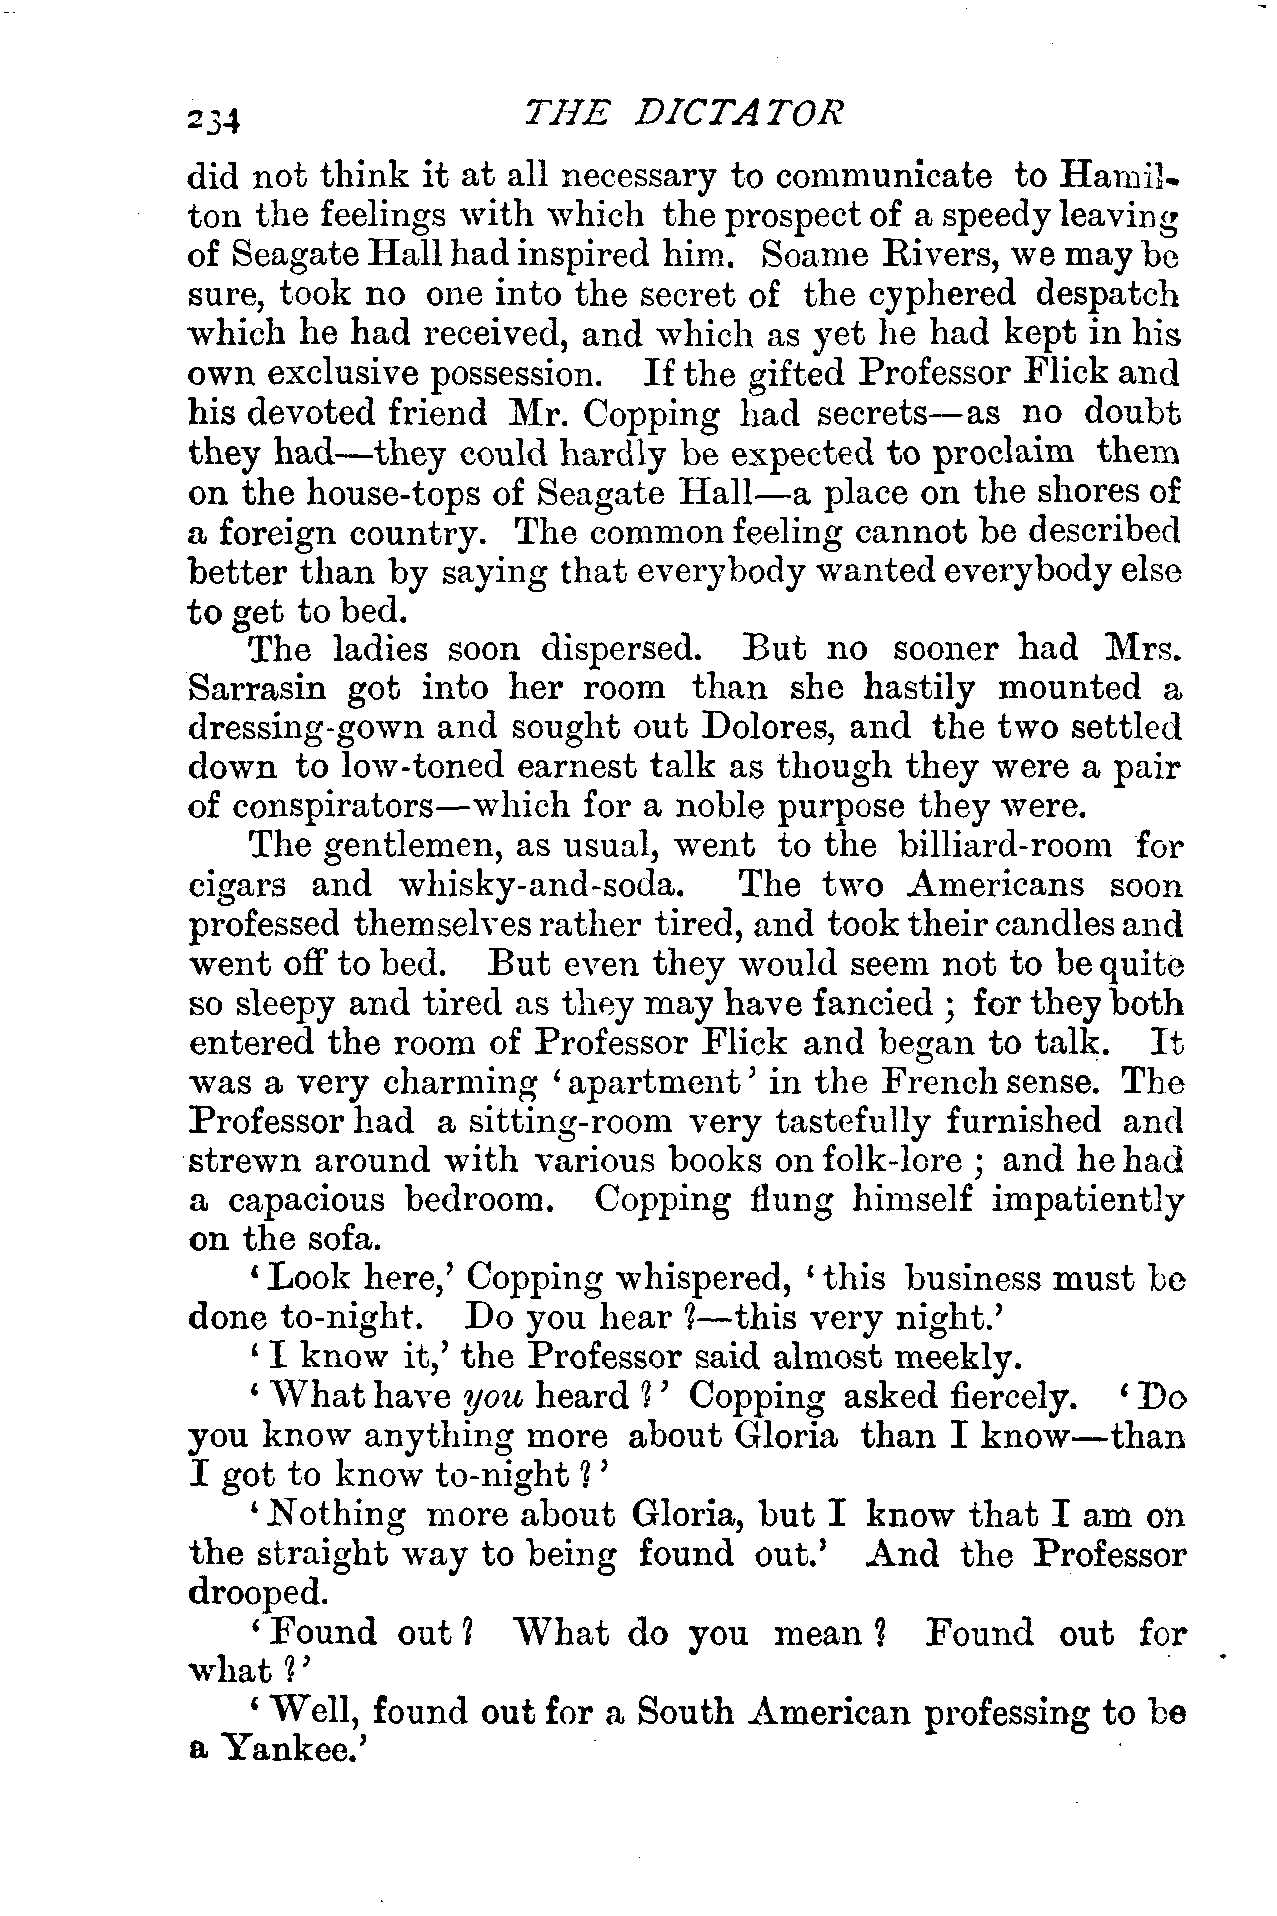 234 THE DICTATOR
did not think it at all necessary to communicate to Hamil-
ton the feelings with which the prospect of a speedy leaving
of Seagate Hall had inspired him. Soame Rivers, we may be
sure, took no one into the secret of the cyphered despatch
which he had received, and which as yet he had kept in his
own exclusive possession. If the gifted Professor Flick and
his devoted friend Mr. Copping had secrets—as no doubt
they had—they could hardly be expected to proclaim them
on the house-tops of Seagate Hall—a place on the shores of
a foreign country. The common feeling cannot be described
better than by saying that everybody wanted everybody else
to get to bed.
The ladies soon dispersed. But no sooner had Mrs.
Sarrasin got into her room than she hastily mounted a
dressing-gown and sought out Dolores, and the two settled
down to low-toned earnest talk as though they were a pair
of conspirators—which for a noble purpose they were.
The gentlemen, as usual, went to the billiard-room for
cigars and whisky-and-soda. The two Americans soon
professed themselves rather tired, and took their candles and
went off to bed. But even they would seem not to be quite
so sleepy and tired as they may have fancied ; for they both
entered the room of Professor Flick and began to talk. It
was a very charming ‘apartment’ in the French sense. The
Professor had a sitting-room very tastefully furnished and
strewn around with various books on folk-lore ; and he had
a capacious bedroom. Copping flung himself impatiently
on the sofa.
‘Look here,’ Copping whispered, ‘this business must be
done to-night. Do you hear ?—this very night.’
‘I know it,’ the Professor said almost meekly.
‘What have you heard ?’ Copping asked fiercely. ‘Do
you know anything more about Gloria than I know—than
I got to know to-night ?’
‘Nothing more about Gloria, but I know that I am on
the straight way to being found out.’ And the Professor
drooped.
‘Found out ? What do you mean ? Found out for
what ?’
‘Well, found out for a South American professing to be
a Yankee.’